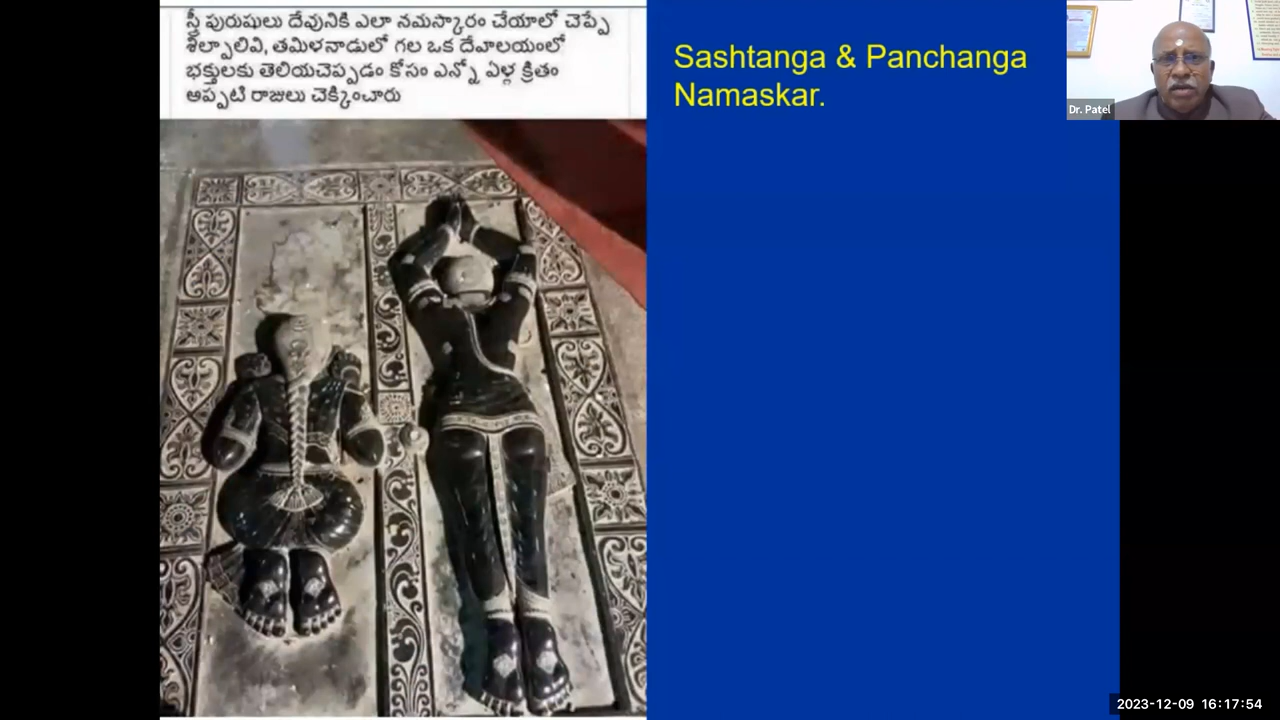 స్త్రీ పురుషులు దేవునికి ఎలా నమస్కారం చేయాలో చెప్పే
శిల్పాలివి, తమిళనాడులో గల ఒక దేవాలయంలో
భక్తులకు తెలియచెప్పడం కోసం ఎన్నో ఏళ్ల క్రితం
అప్పటి రాజులు చెక్కించారు
Sashtanga & Panchanga
Namaskar.
Dr. Patel
2023-12-09 16:17:54